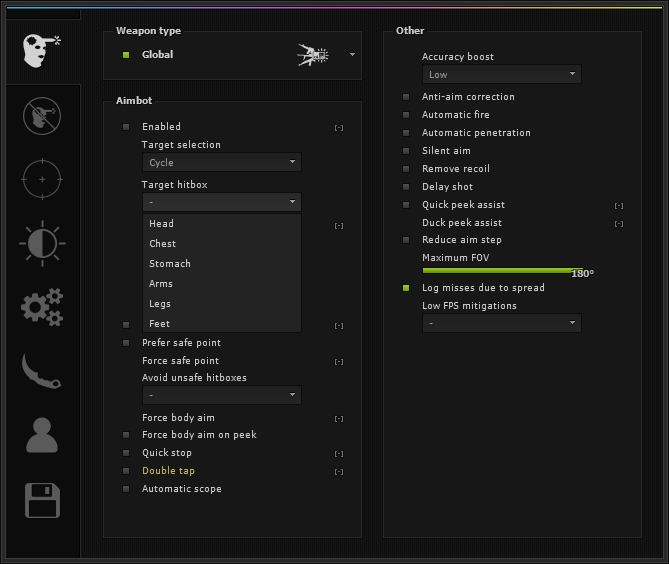 Weapon type
Global
Aimbot
Enabled [-]
Target selection
Cycle
Target hitbox
-
Head [-]
Chest
Stomach
Arms
Legs
Feet [-]
Prefer safe point
Force safe point [-]
Avoid unsafe hitboxes
-
Force body aim [-]
Force body aim on peek
Quick stop [-]
Double tap [-]
Automatic scope
Other
Accuracy boost
Low
Anti-aim correction
Automatic fire
Automatic penetration
Silent aim
Remove recoil
Delay shot
Quick peek assist [-]
Duck peek assist [-]
Reduce aim step
Maximum FOV
180°
Log misses due to spread
Low FPS mitigations
-